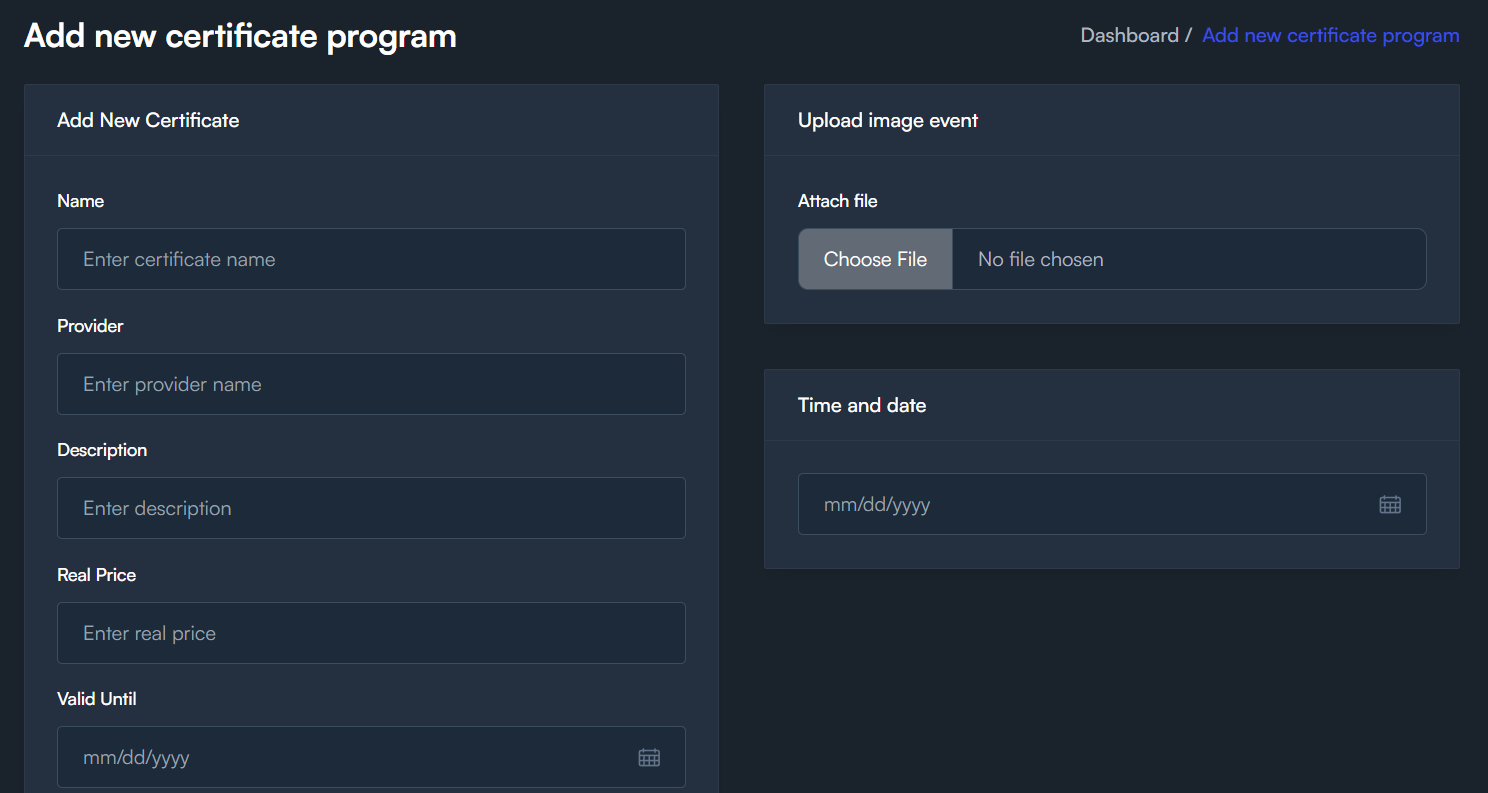 Add new certificate program
Dashboard / Add new certificate program
Add New Certificate
Name
Enter certificate name
Provider
Enter provider name
Description
Enter description
Real Price
Enter real price
Valid Until
mm/dd/yyyy
Upload image event
Attach file
Choose File No file chosen
Time and date
mm/dd/yyyy